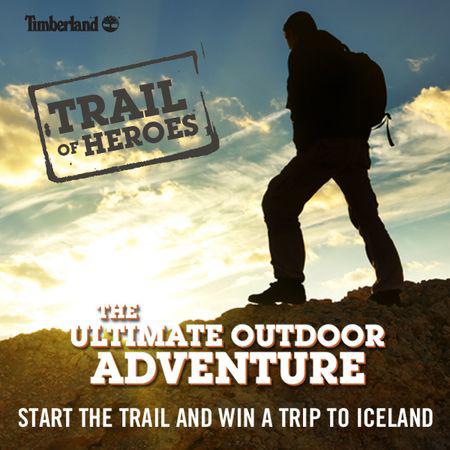 Timberland
TRAIL
OF HEROES
THE
ULTIMATE OUTDOOR
ADVENTURE
START THE TRAIL AND WIN A TRIP TO ICELAND